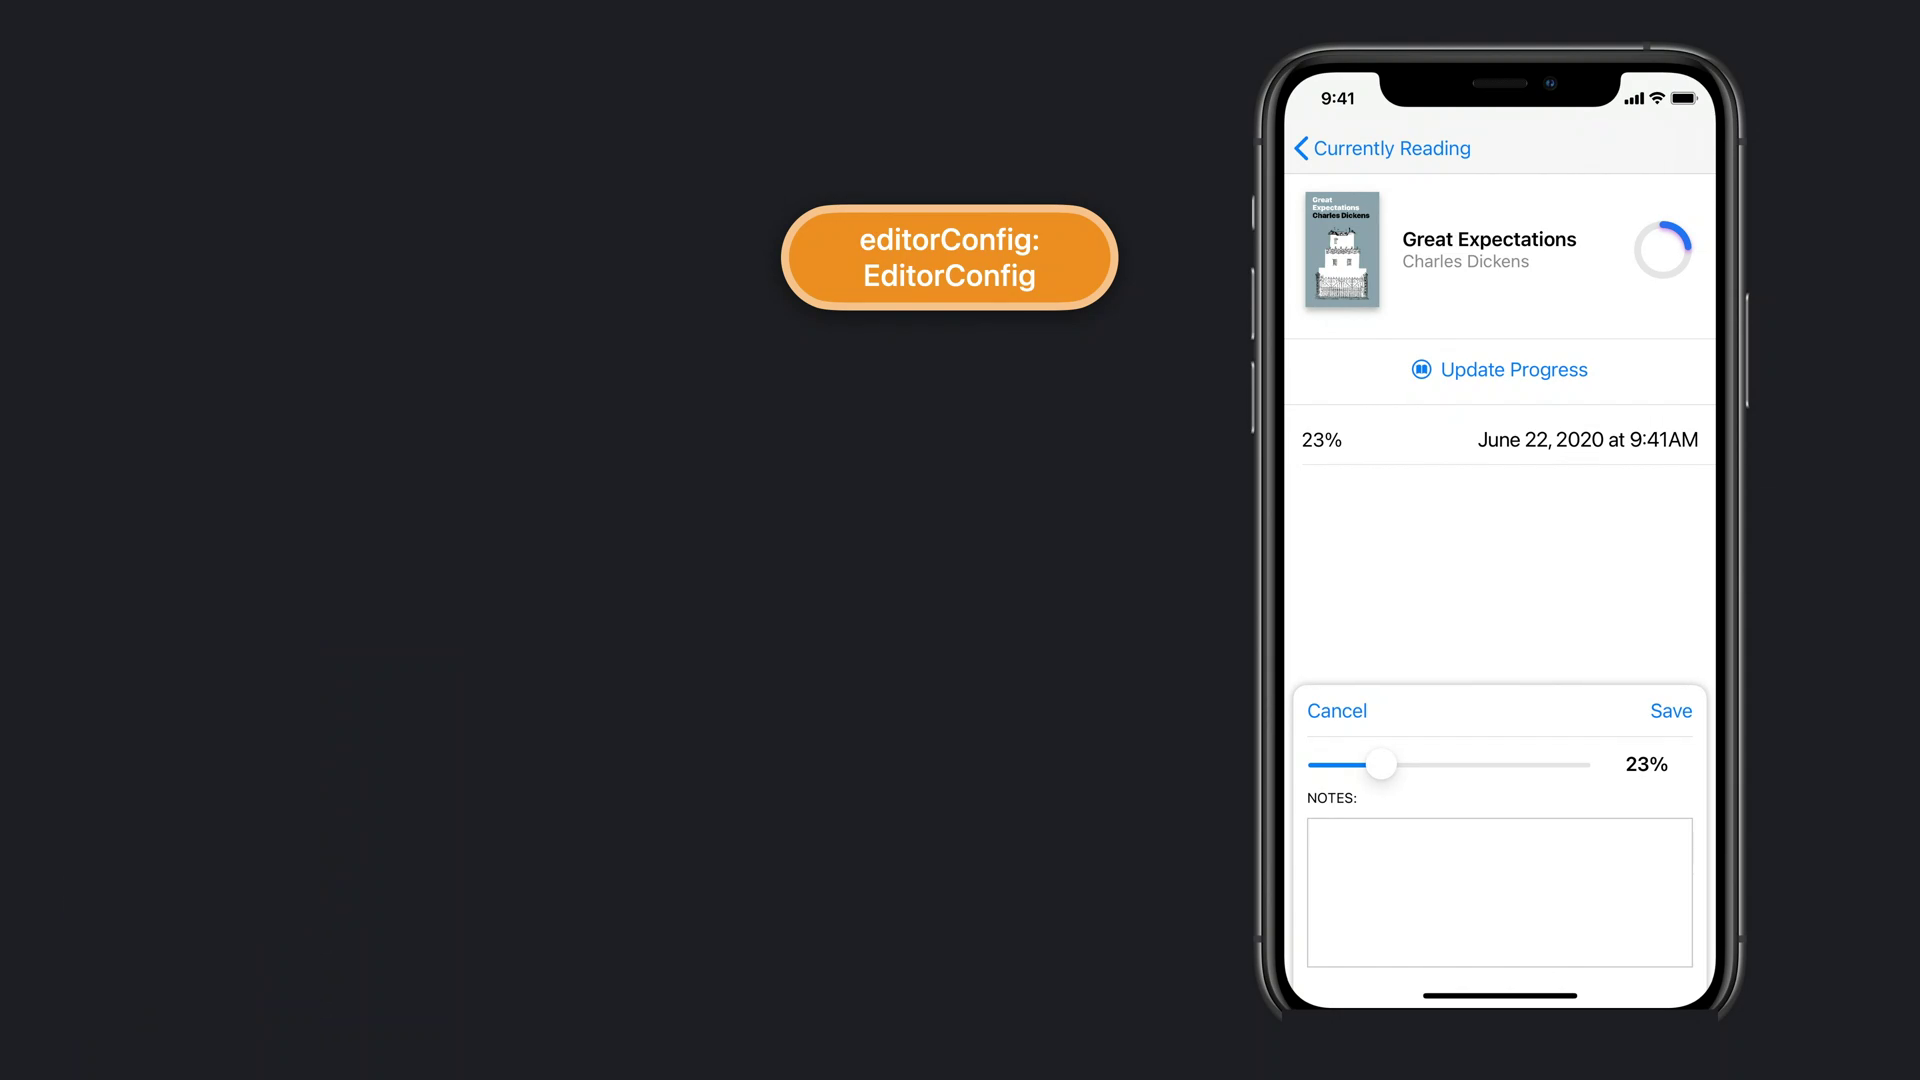 editorConfig:
EditorConfig
9:41
Currently Reading
Great
Expectations
Charles Dickens
Great Expectations
Charles Dickens
Update Progress
23% June 22, 2020 at 9:41AM
Cancel Save
23%
NOTES: